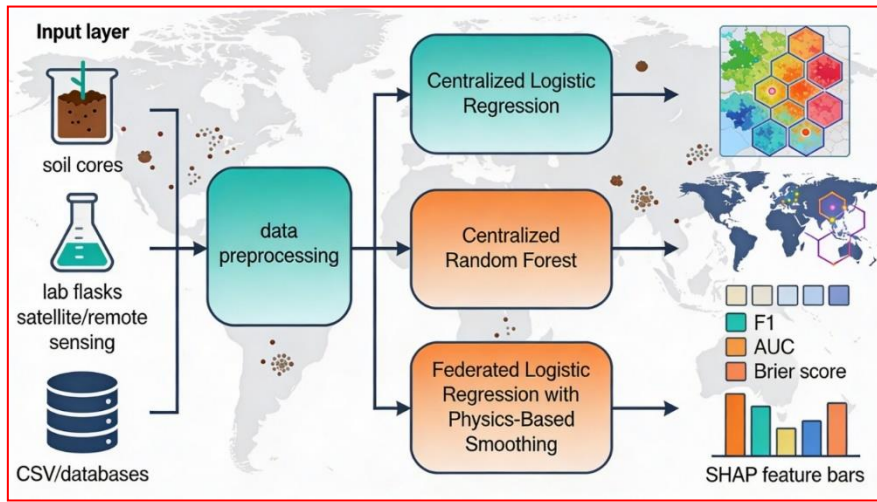 Input layer
soil cores
lab flasks
satellite/remote
sensing
CSV/databases
data
preprocessing
Centralized Logistic
Regression
Centralized
Random Forest
Federated Logistic
Regression with
Physics-Based
Smoothing
F1
AUC
Brier score
SHAP feature bars